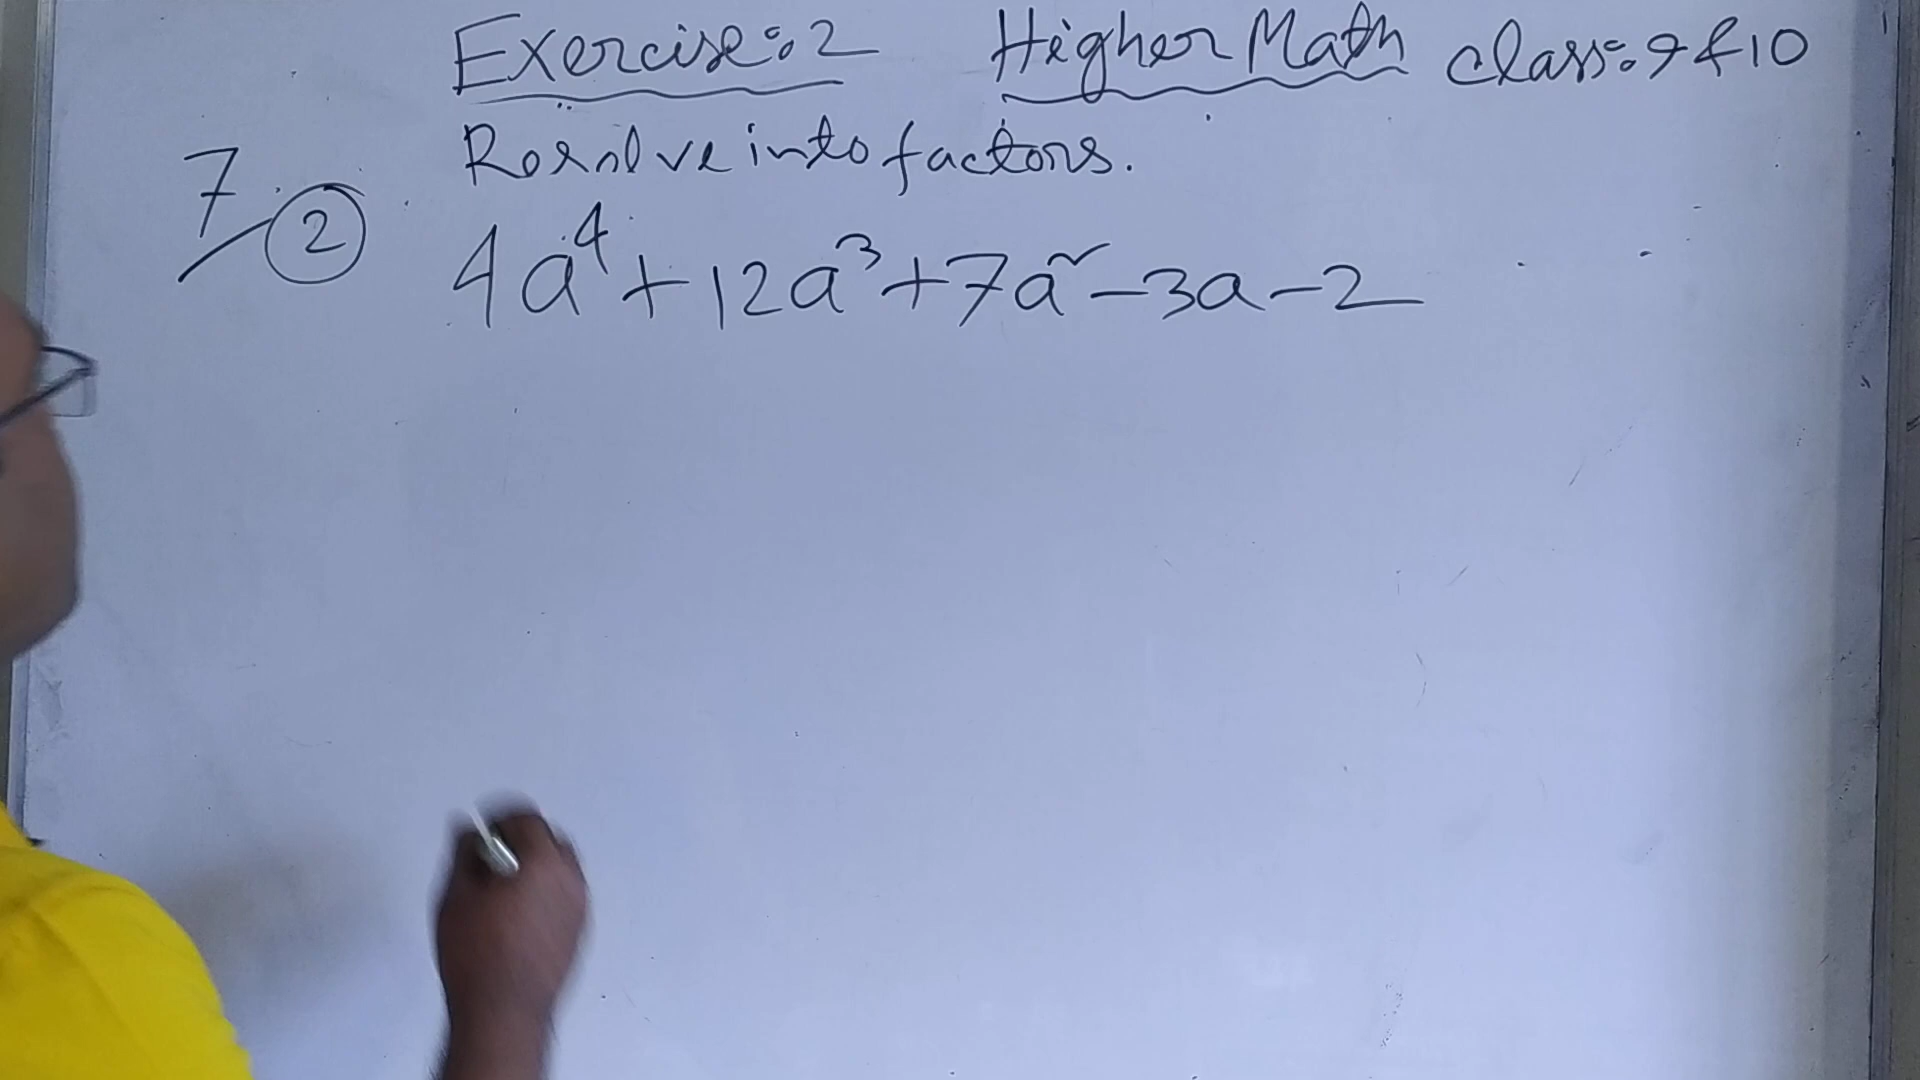 Exercise:2 Higher Math class:9 & 10
Resolve into factors.
7 ② 4a⁴+12a³+7a²-3a-2